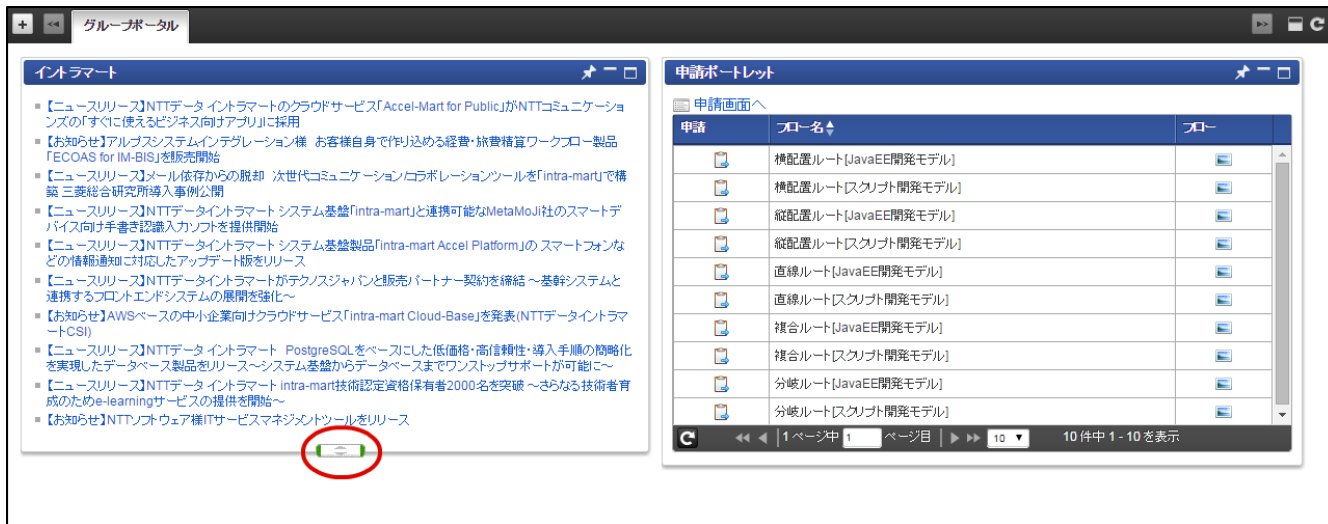 グループポータル
イントラマート
【ニュースリリース】NTTデータ イントラマートのクラウドサービス「Accel-Mart for Public」がNTTコミュニケーショ
ンズの「すぐに使えるビジネス向けアプリ」に採用
【お知らせ】アルプスシステムインテグレーション様 お客様自身で作り込める経費・旅費精算ワークフロー製品
「ECOAS for IM-BIS」を販売開始
【ニュースリリース】メール依存からの脱却 次世代コミュニケーション/コラボレーションツールを「intra-mart」で構
築 三菱総合研究所導入事例公開
【ニュースリリース】NTTデータイントラマート システム基盤「intra-mart」と連携可能なMetaMoJi社のスマートデ
バイス向け手書き認識入力ソフトを提供開始
【ニュースリリース】NTTデータイントラマート システム基盤製品「intra-mart Accel Platform」の スマートフォンな
どの情報通知に対応したアップデート版をリリース
【ニュースリリース】NTTデータイントラマートがテクノスジャパンと販売パートナー契約を締結 ～基幹システムと
連携するフロントエンドシステムの展開を強化～
【お知らせ】AWSベースの中小企業向けクラウドサービス「intra-mart Cloud-Base」を発表(NTTデータイントラマ
ートCSI)
【ニュースリリース】NTTデータ イントラマート PostgreSQLをベースにした低価格・高信頼性・導入手順の簡略化
を実現したデータベース製品をリリース～システム基盤からデータベースまでワンストップサポートが可能に～
【ニュースリリース】NTTデータ イントラマート intra-mart技術認定資格保有者2000名を突破 ～さらなる技術者育
成のためe-learningサービスの提供を開始～
【お知らせ】NTTソフトウェア様ITサービスマネジメントツールをリリース
申請ポートレット
申請画面へ
申請 フロー名 フロー
横配置ルート[JavaEE開発モデル]
横配置ルート[スクリプト開発モデル]
縦配置ルート[JavaEE開発モデル]
縦配置ルート[スクリプト開発モデル]
直線ルート[JavaEE開発モデル]
直線ルート[スクリプト開発モデル]
複合ルート[JavaEE開発モデル]
複合ルート[スクリプト開発モデル]
分岐ルート[JavaEE開発モデル]
分岐ルート[スクリプト開発モデル]
1 ページ中 1 ページ目 10 10 件中 1 - 10 を表示